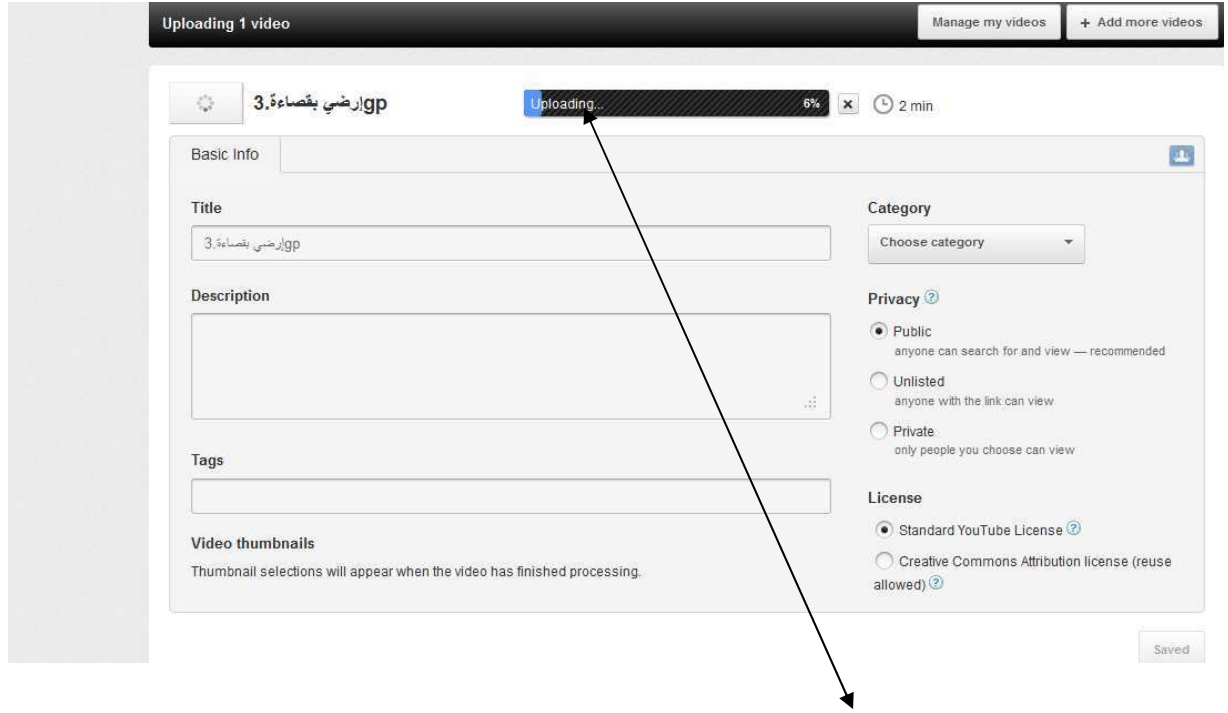 Uploading 1 video
Manage my videos
+ Add more videos
إرضي بقصاءة.3gp
Uploading... 6%
2 min
Basic Info
Title
إرضي بقصاءة.3gp
Description
Tags
Video thumbnails
Thumbnail selections will appear when the video has finished processing.
Category
Choose category
Privacy
Public
anyone can search for and view — recommended
Unlisted
anyone with the link can view
Private
only people you choose can view
License
Standard YouTube License
Creative Commons Attribution license (reuse
allowed)
Saved